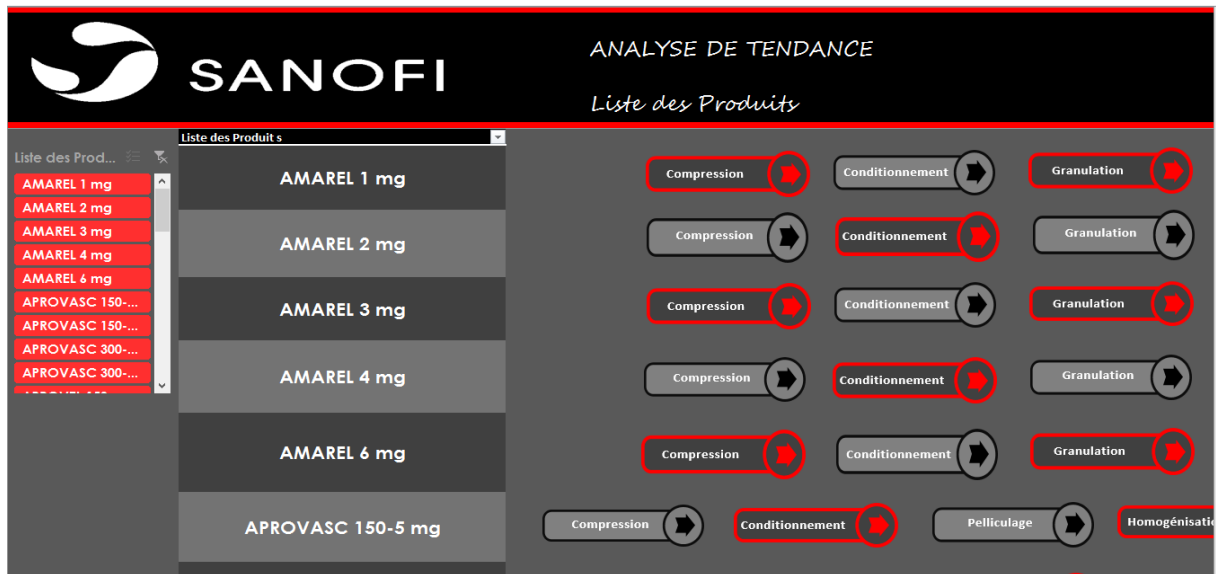 SANOFI
ANALYSE DE TENDANCE
Liste des Produits
Liste des Prod...
AMAREL 1 mg
AMAREL 2 mg
AMAREL 3 mg
AMAREL 4 mg
AMAREL 6 mg
APROVASC 150-...
APROVASC 150-...
APROVASC 300-...
APROVASC 300-...
Liste des Produit s
AMAREL 1 mg
Compression
Conditionnement
Granulation
AMAREL 2 mg
Compression
Conditionnement
Granulation
AMAREL 3 mg
Compression
Conditionnement
Granulation
AMAREL 4 mg
Compression
Conditionnement
Granulation
AMAREL 6 mg
Compression
Conditionnement
Granulation
APROVASC 150-5 mg
Compression
Conditionnement
Pelliculage
Homogénisati